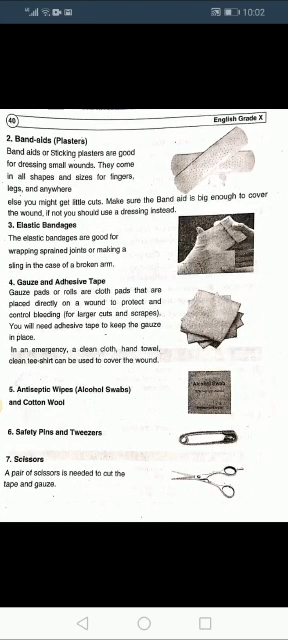 10:02
40
English Grade X
2. Band-aids (Plasters)
Band aids or Sticking plasters are good
for dressing small wounds. They come
in all shapes and sizes for fingers,
legs, and anywhere
else you might get little cuts. Make sure the Band aid is big enough to cover
the wound, if not you should use a dressing instead.
3. Elastic Bandages
The elastic bandages are good for
wrapping sprained joints or making a
sling in the case of a broken arm.
4. Gauze and Adhesive Tape
Gauze pads or rolls are cloth pads that are
placed directly on a wound to protect and
control bleeding (for larger cuts and scrapes).
You will need adhesive tape to keep the gauze
in place.
In an emergency, a clean cloth, hand towel,
clean tee-shirt can be used to cover the wound.
5. Antiseptic Wipes (Alcohol Swabs)
and Cotton Wool
Alcohol Swab
6. Safety Pins and Tweezers
7. Scissors
A pair of scissors is needed to cut the
tape and gauze.